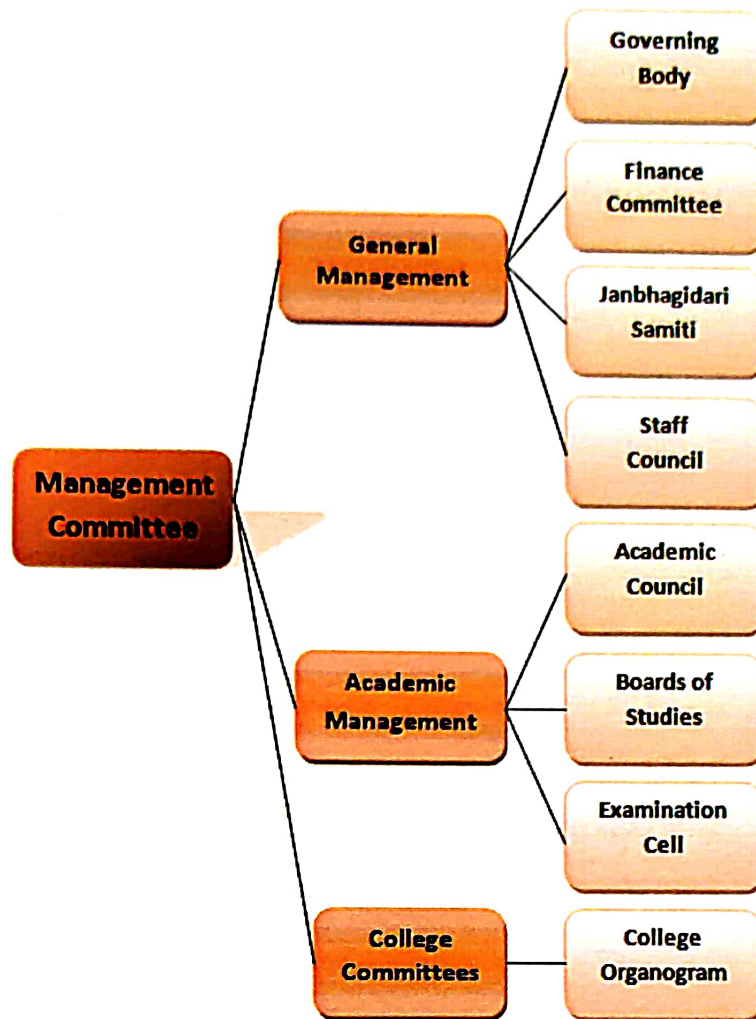 Governing
Body
Finance
Committee
General
Management
Janbhagidari
Samiti
Staff
Council
Management
Committee
Academic
Council
Academic
Management
Boards of
Studies
Examination
Cell
College
Committees
College
Organogram